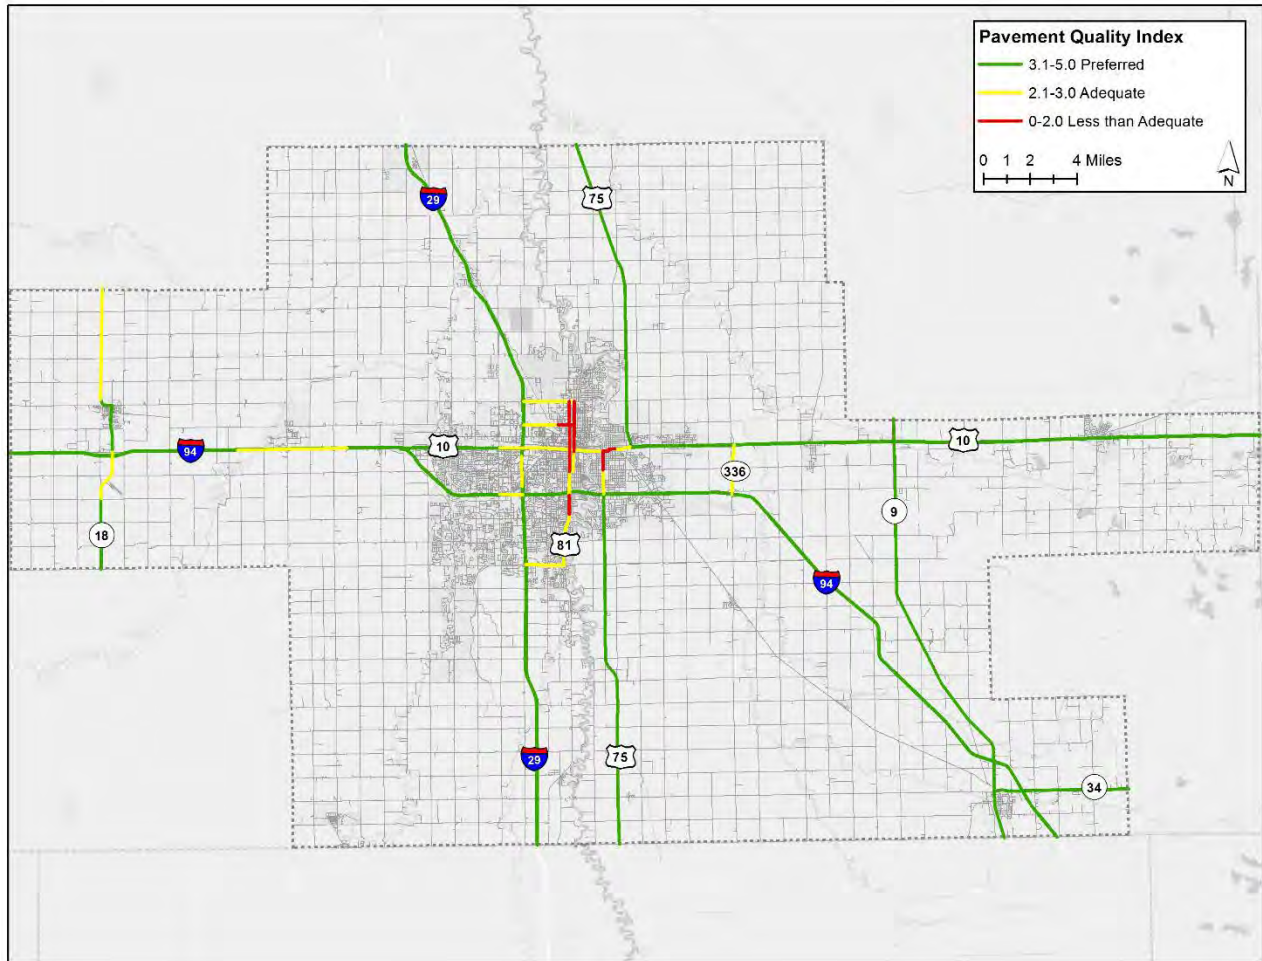 Pavement Quality Index
3.1-5.0 Preferred
2.1-3.0 Adequate
0-2.0 Less than Adequate
0 1 2 4 Miles
N
29
75
10
94
10
336
9
18
81
94
29
75
34